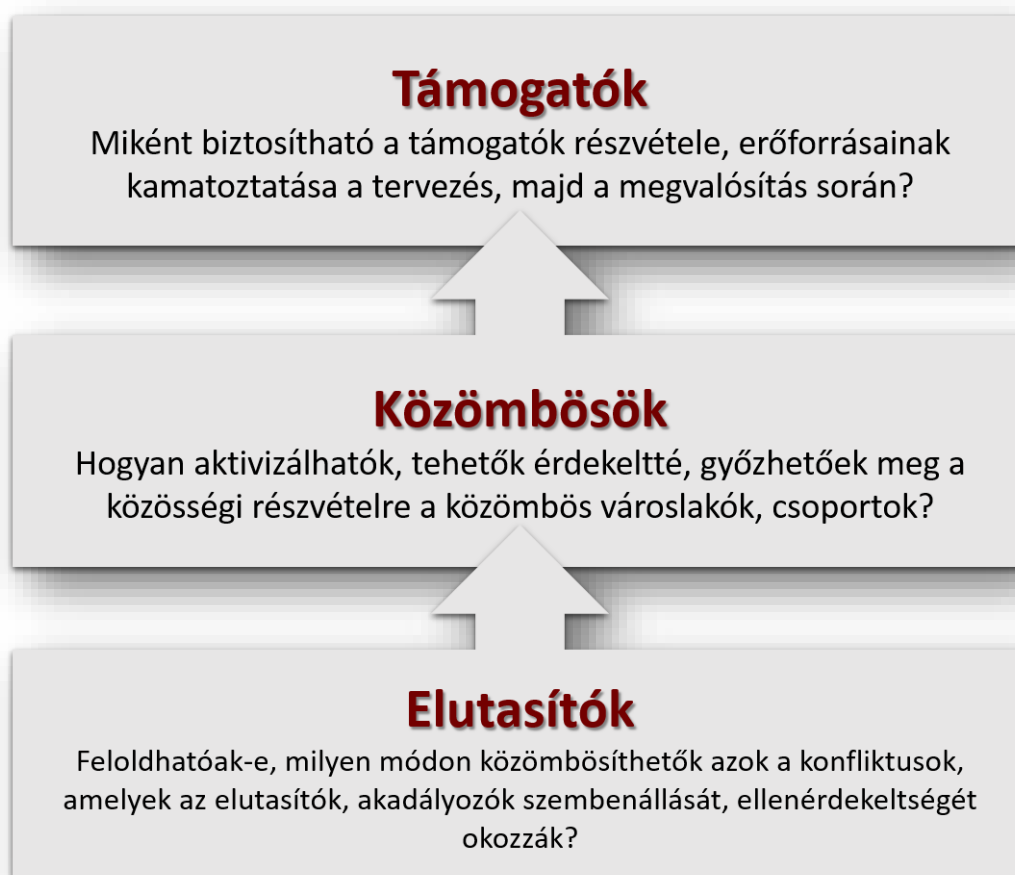 Támogatók
Miként biztosítható a támogatók részvétele, erőforrásainak
kamatoztatása a tervezés, majd a megvalósítás során?
Közömbösök
Hogyan aktivizálhatók, tehetők érdekeltté, győzhetőek meg a
közösségi részvételre a közömbös városlakók, csoportok?
Elutasítók
Feloldhatóak-e, milyen módon közömbösíthetők azok a konfliktusok,
amelyek az elutasítók, akadályozók szembenállását, ellenérdekeltségét
okozzák?